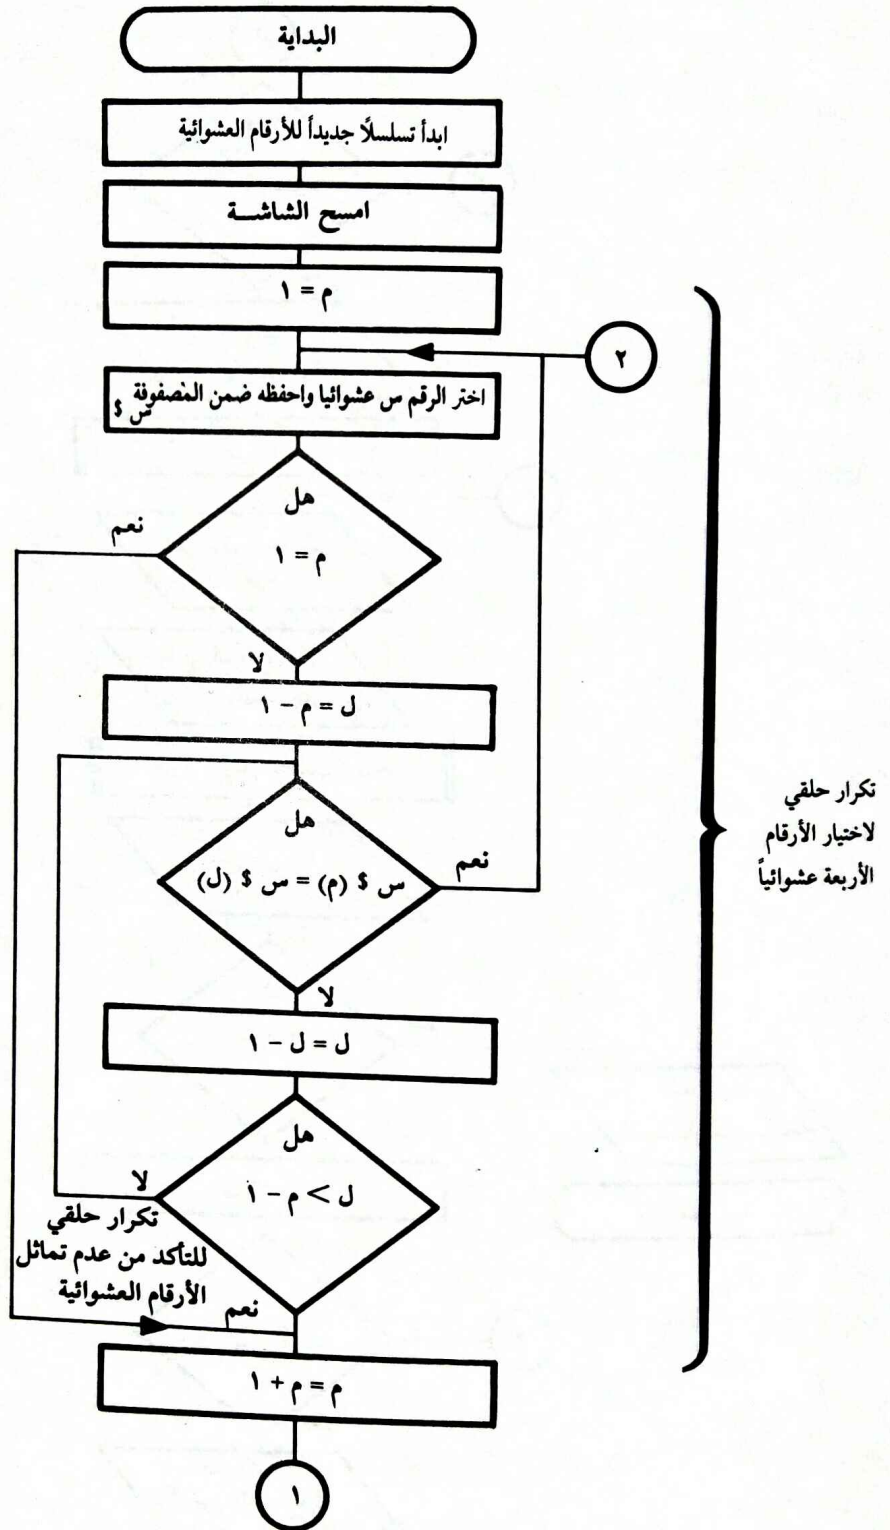 البداية
ابدأ تسلسلًا جديداً للأرقام العشوائية
امسح الشاشـــة
م = ١
٢
اختر الرقم س عشوائيا واحفظه ضمن المصفوفة س $
هل
م = ١
نعم
لا
ل = م - ١
هل
س $ (م) = س $ (ل)
نعم
لا
ل = ل - ١
هل
ل > م - ١
لا
نعم
تكرار حلقي
للتأكد من عدم تماثل
الأرقام العشوائية
م = م + ١
١
تكرار حلقي
لاختيار الأرقام
الأربعة عشوائياً